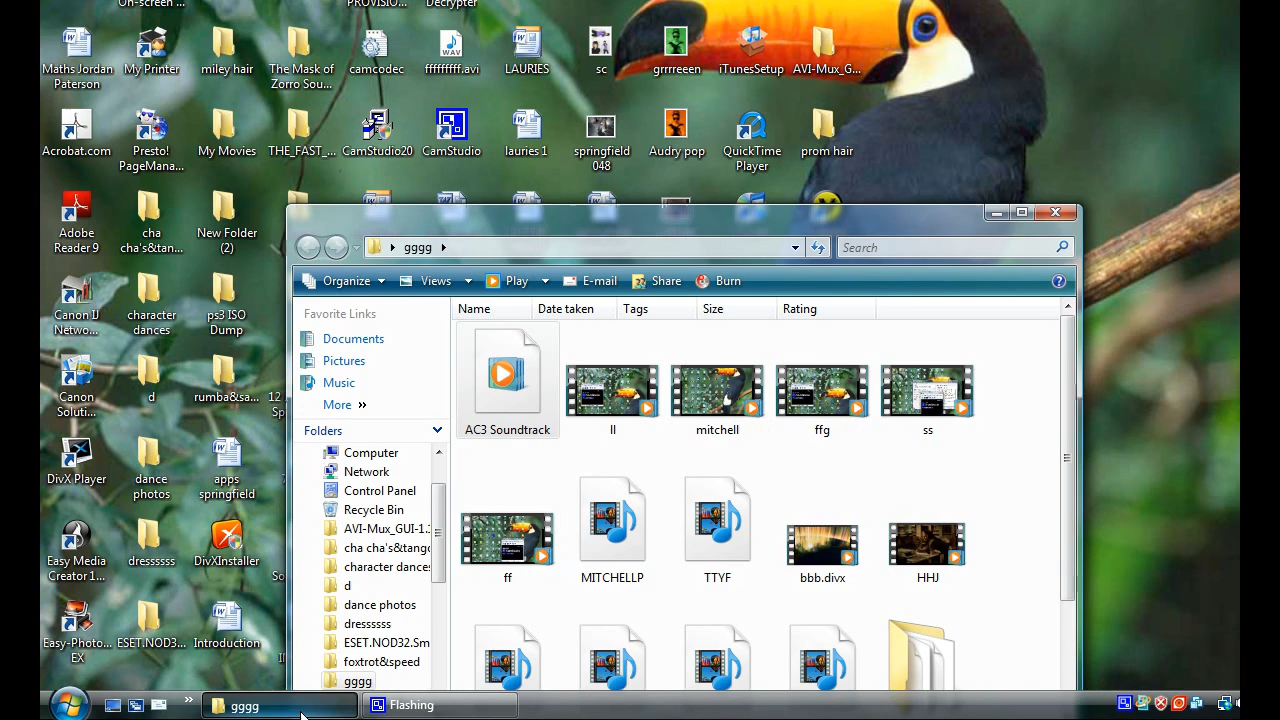 On-screen ...
PROVISIO...
Decrypter
Maths Jordan
Paterson
My Printer
miley hair
The Mask of
Zorro Sou...
camcodec
WAV
fffffffff.avi
LAURIES
sc
grrrreeen
iTunesSetup
AVI-Mux_G...
Acrobat.com
Presto!
PageMana...
My Movies
THE_FAST_...
CamStudio20
CamStudio
lauries 1
springfield
048
Audry pop
QuickTime
Player
prom hair
Adobe
Reader 9
cha
cha's&tan...
New Folder
(2)
gggg
Search
Organize
Views
Play
E-mail
Share
Burn
Canon IJ
Netwo...
character
dances
ps3 ISO
Dump
Favorite Links
Documents
Pictures
Music
More »
Folders
Name
Date taken
Tags
Size
Rating
AC3 Soundtrack
ll
mitchell
ffg
ss
Canon
Soluti...
d
rumba&sa...
12
Computer
Network
Control Panel
Recycle Bin
AVI-Mux_GUI-1.
cha cha's&tango
character dances
d
dance photos
dressssss
ESET.NOD32.Sm
foxtrot&speed
gggg
DivX Player
dance
photos
apps
springfield
ff
MITCHELLP
TTYF
bbb.divx
HHJ
Easy Media
Creator 1...
dressssss
DivXInstaller
Easy-Photo...
EX
ESET.NOD3...
Introduction
gggg
Flashing